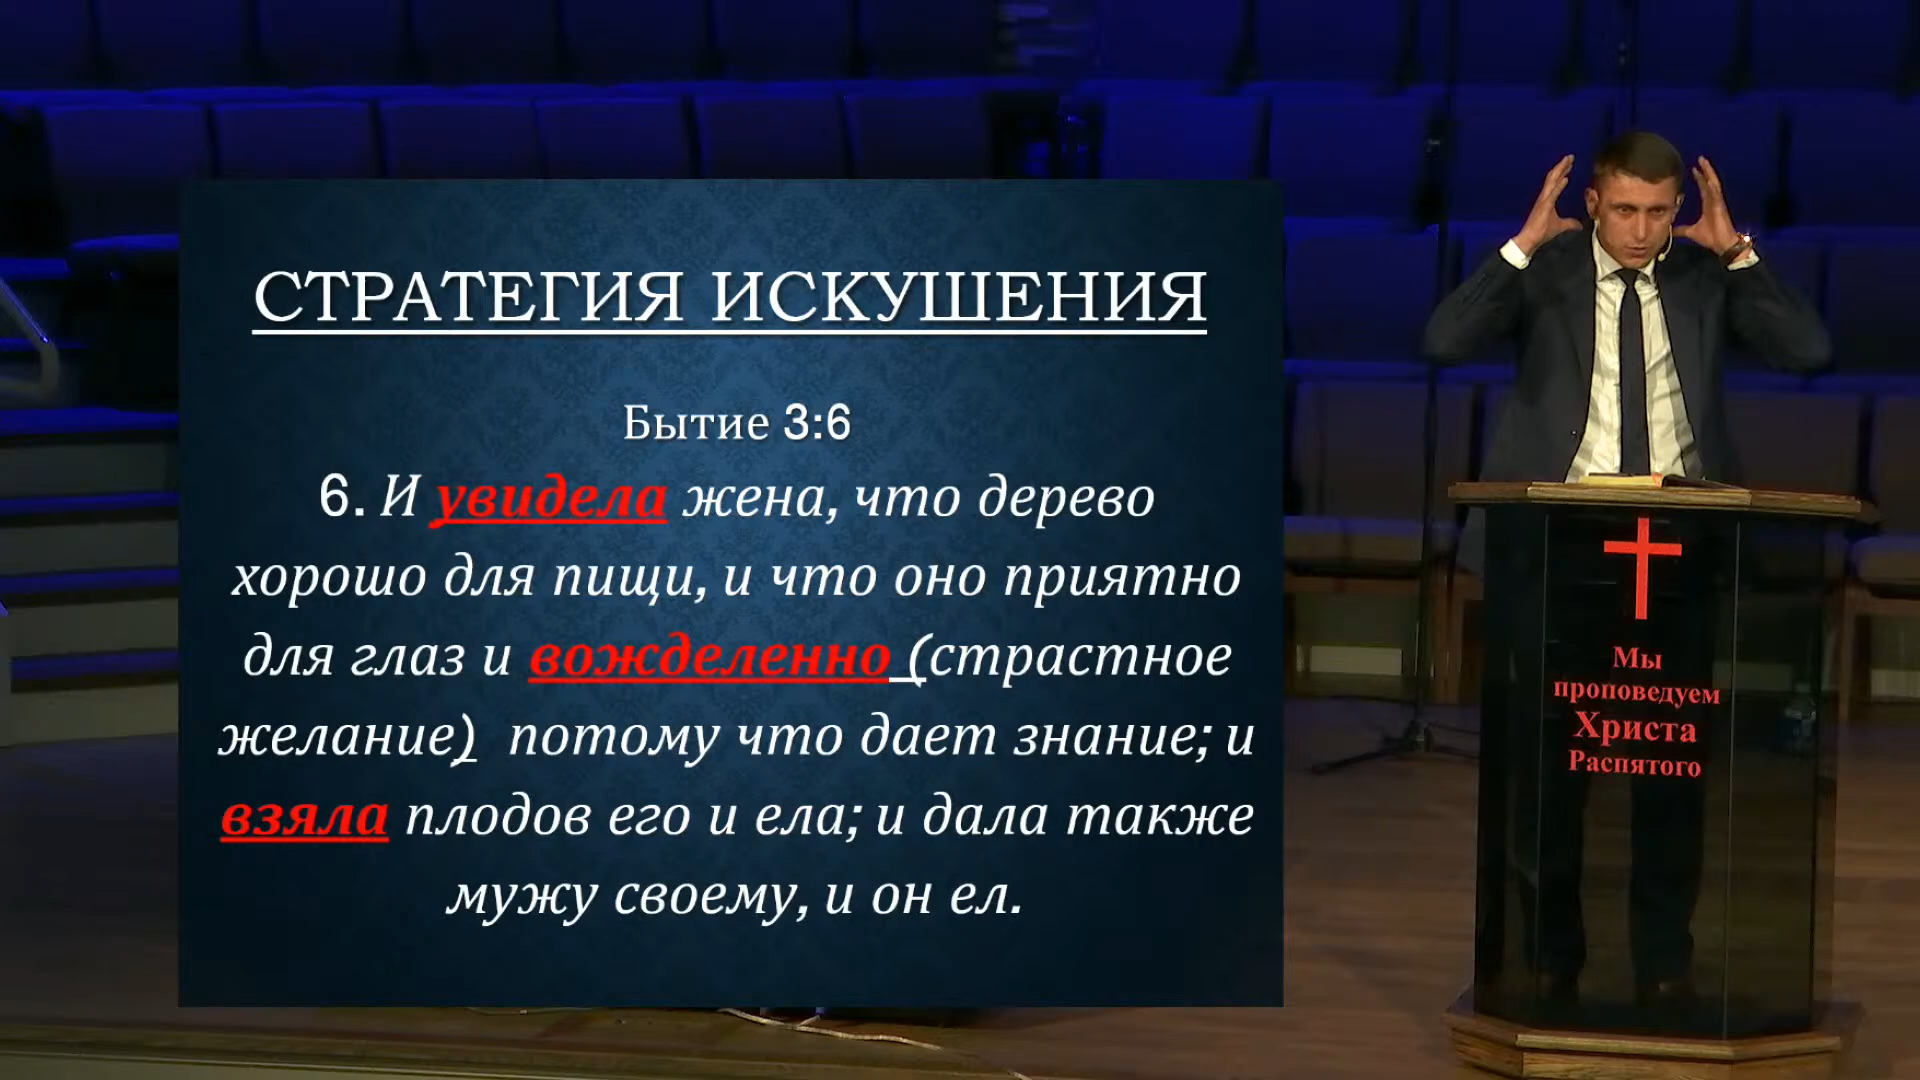 СТРАТЕГИЯ ИСКУШЕНИЯ
Бытие 3:6
6. И увидела жена, что дерево
хорошо для пищи, и что оно приятно
для глаз и вожделенно (страстное
желание) потому что дает знание; и
взяла плодов его и ела; и дала также
мужу своему, и он ел.
Мы
проповедуем
Христа
Распятого